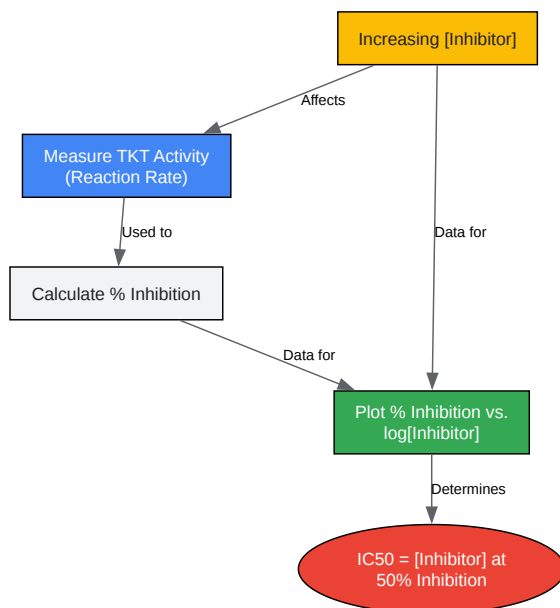 Increasing [Inhibitor]
Affects
Measure TKT Activity
(Reaction Rate)
Used to
Data for
Calculate % Inhibition
Data for
Plot % Inhibition vs.
log[Inhibitor]
Determines
IC50 = [Inhibitor] at
50% Inhibition